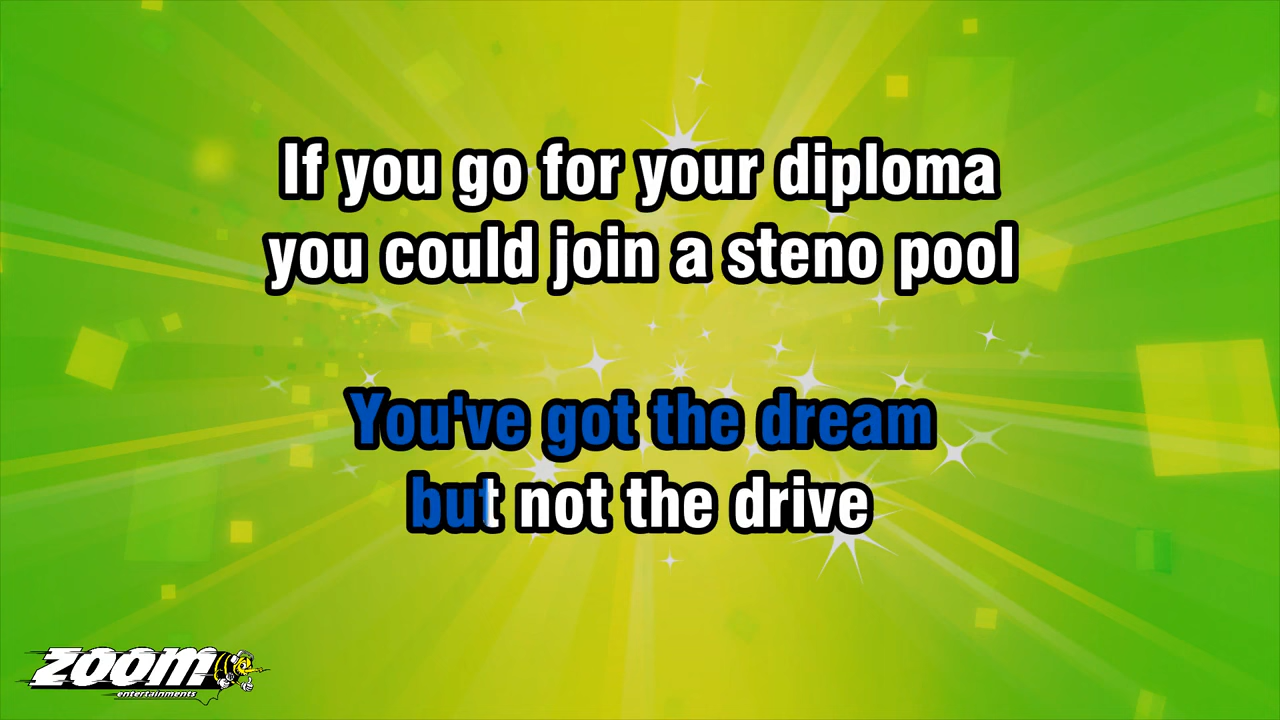 If you go for your diploma
you could join a steno pool
You've got the dream
but not the drive
ZOOM
entertainments